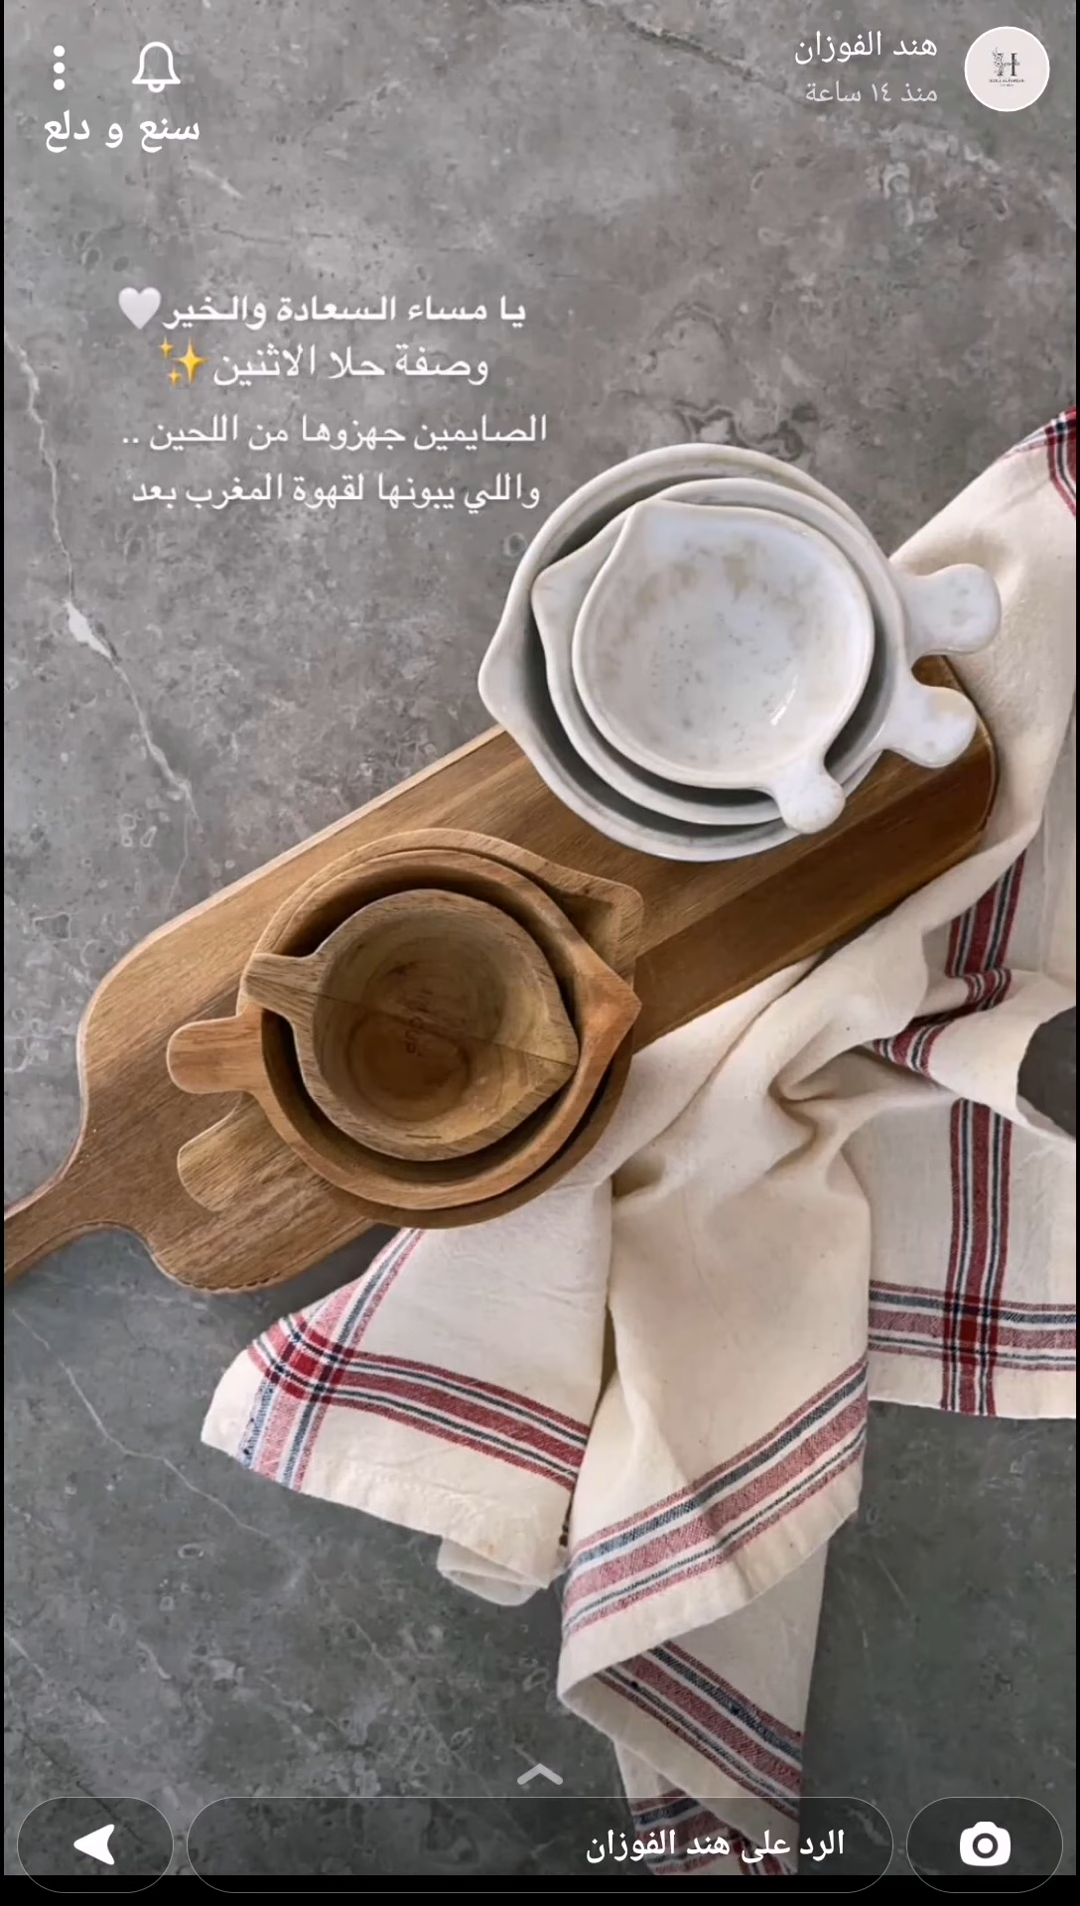 هند الفوزان
منذ ١٤ ساعة
سنع و دلع
يا مساء السعادة والخير🤍
وصفة حلا الاثنين✨
الصايمين جهزوها من اللحين ..
واللي يبونها لقهوة المغرب بعد
الرد على هند الفوزان